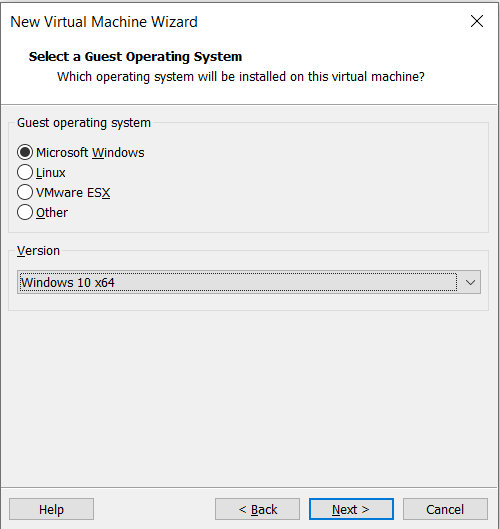 New Virtual Machine Wizard
Select a Guest Operating System
Which operating system will be installed on this virtual machine?
Guest operating system
Microsoft Windows
Linux
VMware ESX
Other
Version
Windows 10 x64
Help
< Back
Next >
Cancel